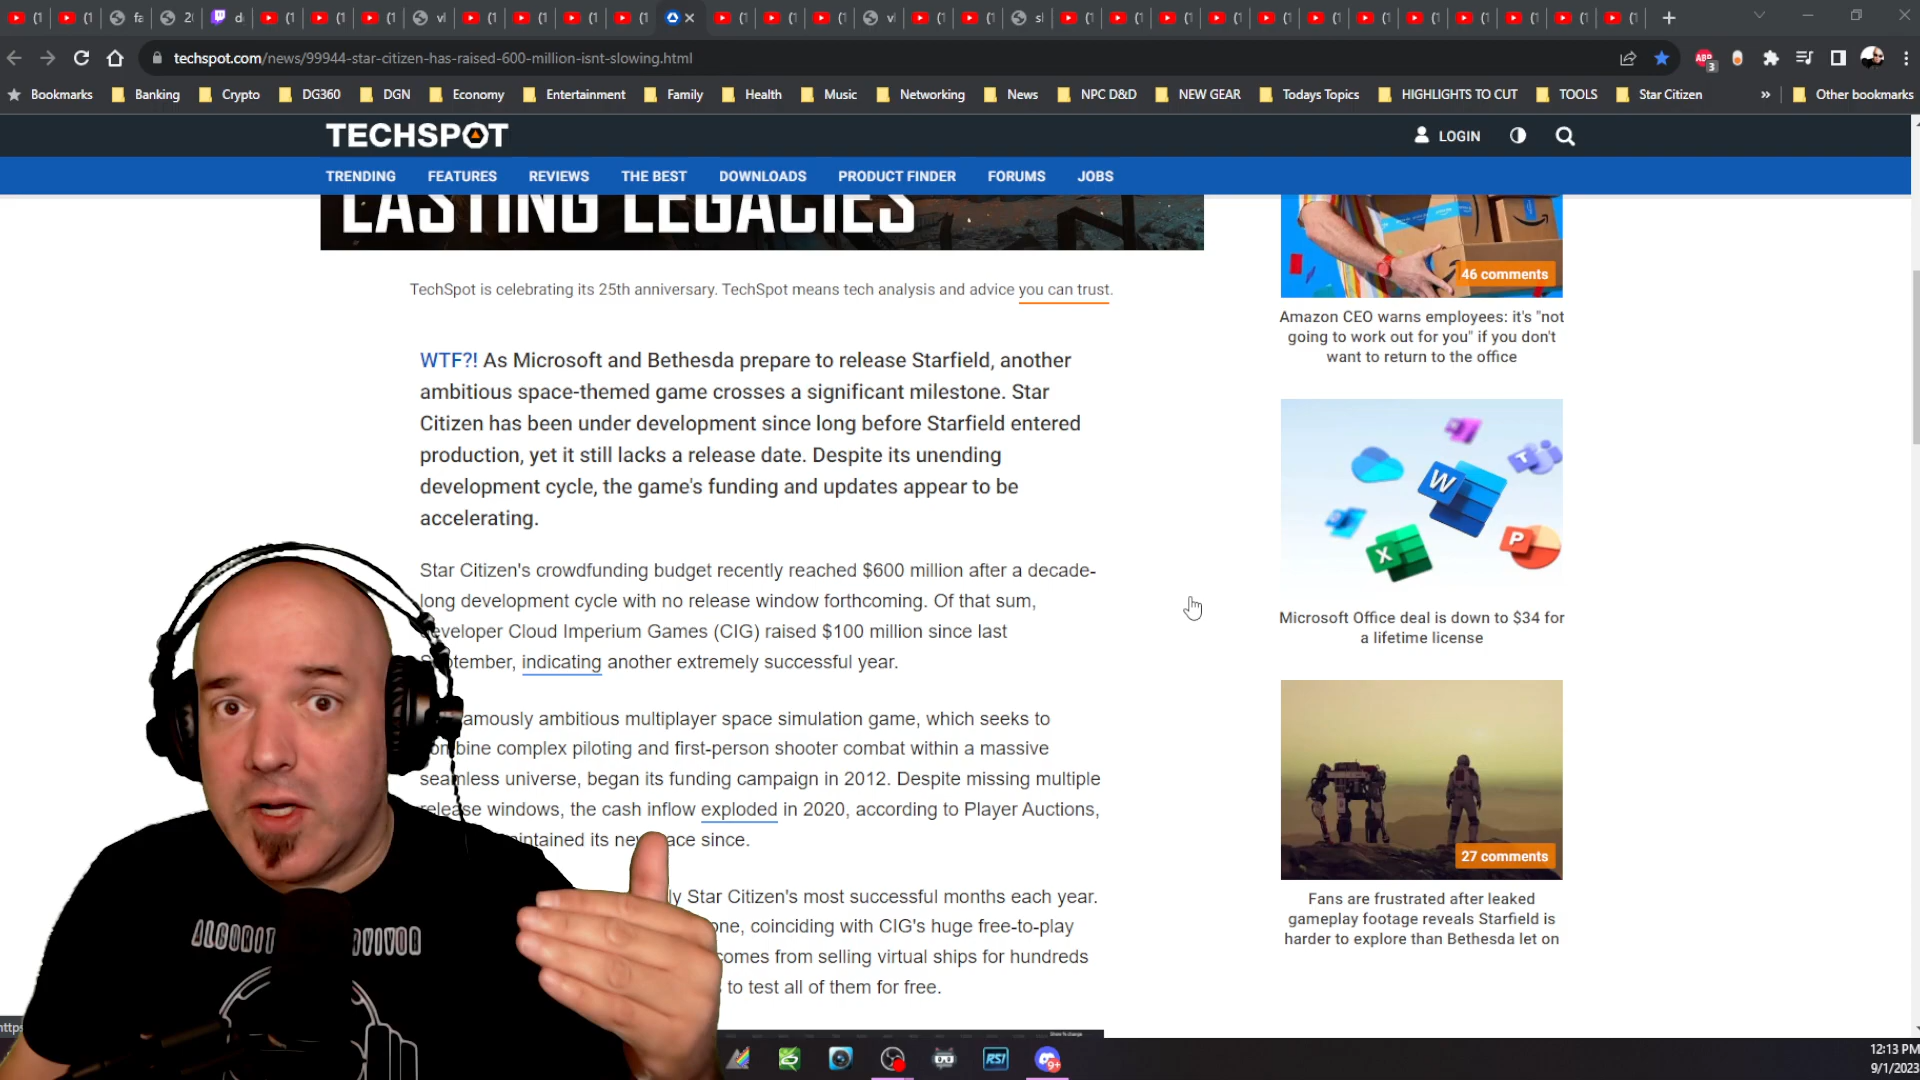 techspot.com/news/99944-star-citizen-has-raised-600-million-isnt-slowing.html
Bookmarks Banking Crypto DG360 DGN Economy Entertainment Family Health Music Networking News NPC D&D NEW GEAR Todays Topics HIGHLIGHTS TO CUT TOOLS Star Citizen » Other bookmarks
TECHSPOT
LOGIN
TRENDING FEATURES REVIEWS THE BEST DOWNLOADS PRODUCT FINDER FORUMS JOBS
LASTING LEGACIES
TechSpot is celebrating its 25th anniversary. TechSpot means tech analysis and advice you can trust.
WTF?! As Microsoft and Bethesda prepare to release Starfield, another
ambitious space-themed game crosses a significant milestone. Star
Citizen has been under development since long before Starfield entered
production, yet it still lacks a release date. Despite its unending
development cycle, the game's funding and updates appear to be
accelerating.
Star Citizen's crowdfunding budget recently reached $600 million after a decade-
long development cycle with no release window forthcoming. Of that sum,
developer Cloud Imperium Games (CIG) raised $100 million since last
September, indicating another extremely successful year.
amously ambitious multiplayer space simulation game, which seeks to
combine complex piloting and first-person shooter combat within a massive
seamless universe, began its funding campaign in 2012. Despite missing multiple
release windows, the cash inflow exploded in 2020, according to Player Auctions,
intained its new pace since.
ly Star Citizen's most successful months each year.
one, coinciding with CIG's huge free-to-play
comes from selling virtual ships for hundreds
to test all of them for free.
46 comments
Amazon CEO warns employees: it's "not
going to work out for you" if you don't
want to return to the office
W
T
X
P
Microsoft Office deal is down to $34 for
a lifetime license
27 comments
Fans are frustrated after leaked
gameplay footage reveals Starfield is
harder to explore than Bethesda let on
https
RSI
9+
12:13 PM
9/1/2023
ABP
3